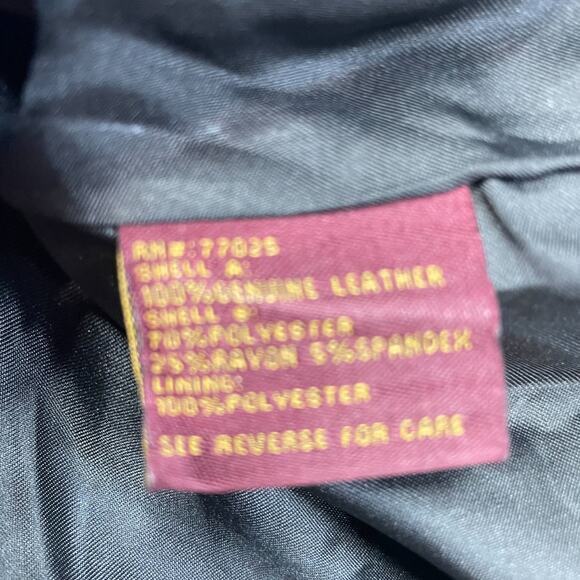 RN#:77025
SHELL A:
100%GENUINE LEATHER
SHELL B:
70%POLYESTER
25%RAYON 5%SPANDEX
LINING:
100%POLYESTER
SEE REVERSE FOR CARE